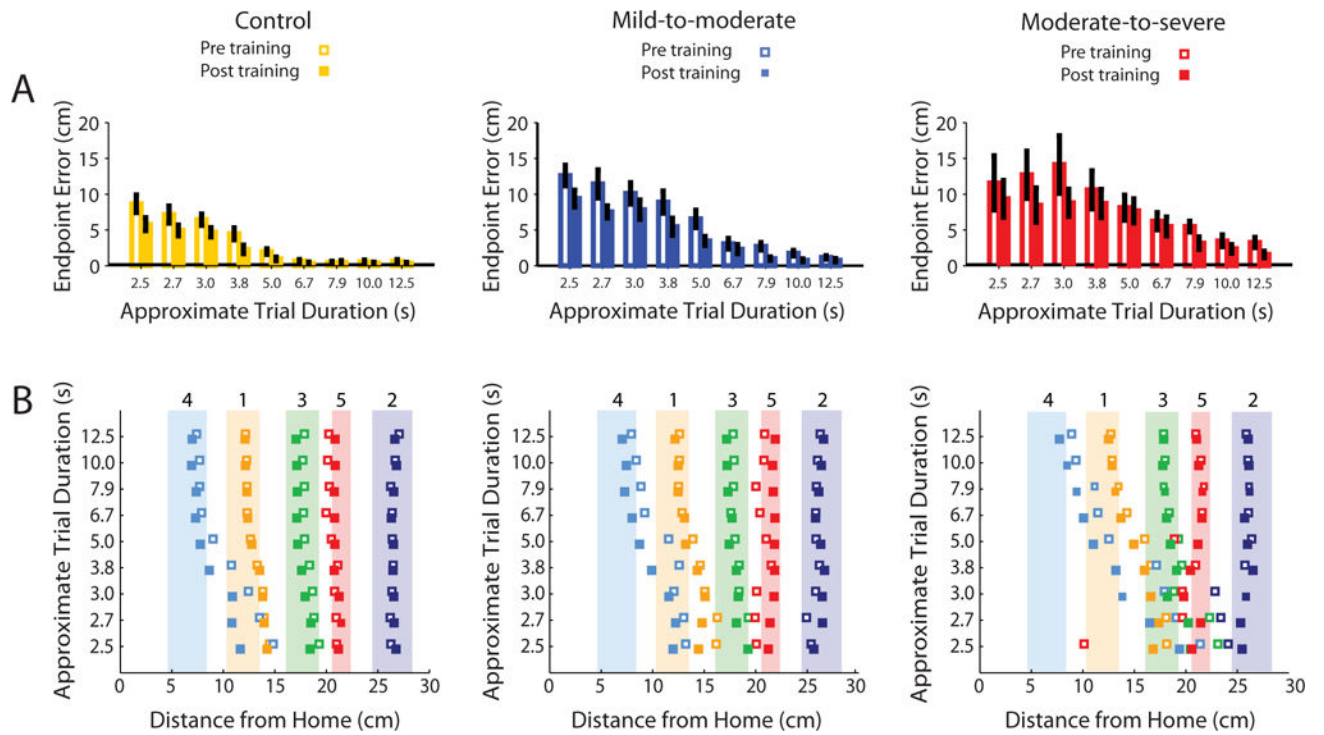 Control
Pre training
Post training
Mild-to-moderate
Pre training
Post training
Moderate-to-severe
Pre training
Post training
A
Endpoint Error (cm)
20
15
10
5
0
2.5 2.7 3.0 3.8 5.0 6.7 7.9 10.0 12.5
Approximate Trial Duration (s)
Endpoint Error (cm)
20
15
10
5
0
2.5 2.7 3.0 3.8 5.0 6.7 7.9 10.0 12.5
Approximate Trial Duration (s)
Endpoint Error (cm)
20
15
10
5
0
2.5 2.7 3.0 3.8 5.0 6.7 7.9 10.0 12.5
Approximate Trial Duration (s)
B
Approximate Trial Duration (s)
4 1 3 5 2
12.5
10.0
7.9
6.7
5.0
3.8
3.0
2.7
2.5
0 5 10 15 20 25 30
Distance from Home (cm)
Approximate Trial Duration (s)
4 1 3 5 2
12.5
10.0
7.9
6.7
5.0
3.8
3.0
2.7
2.5
0 5 10 15 20 25 30
Distance from Home (cm)
Approximate Trial Duration (s)
4 1 3 5 2
12.5
10.0
7.9
6.7
5.0
3.8
3.0
2.7
2.5
0 5 10 15 20 25 30
Distance from Home (cm)